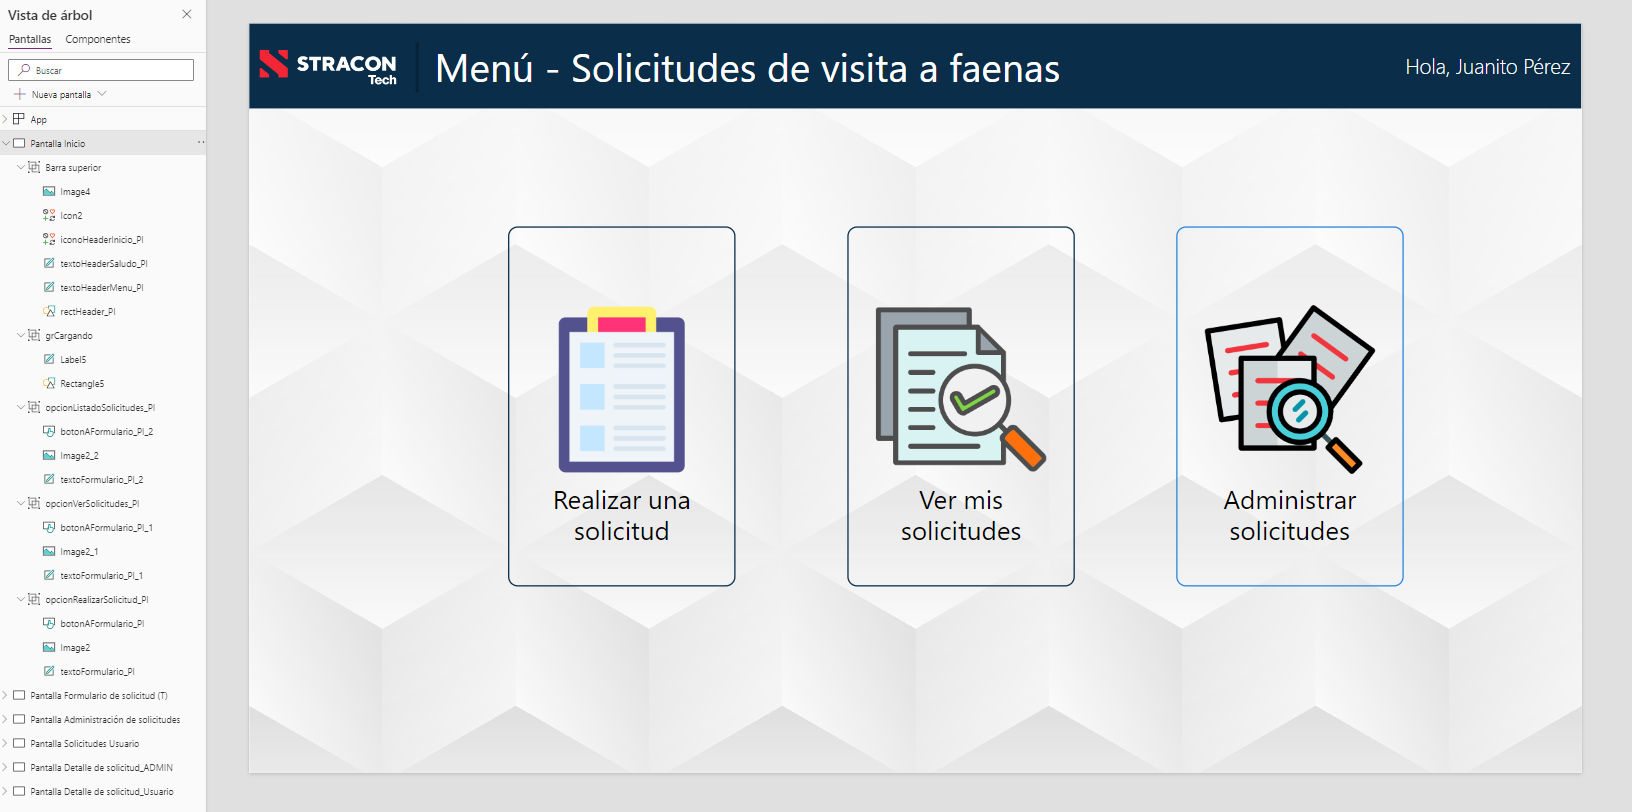 Vista de árbol
Pantallas Componentes
Buscar
Nueva pantalla
App
Pantalla Inicio
Barra superior
Image4
Icon2
iconoHeaderInicio_PI
textoHeaderSaludo_PI
textoHeaderMenu_PI
rectHeader_PI
grCargando
Label5
Rectangle5
opcionListadoSolicitudes_PI
botonAFormulario_PI_2
Image2_2
textoFormulario_PI_2
opcionVerSolicitudes_PI
botonAFormulario_PI_1
Image2_1
textoFormulario_PI_1
opcionRealizarSolicitud_PI
botonAFormulario_PI
Image2
textoFormulario_PI
Pantalla Formulario de solicitud (T)
Pantalla Administración de solicitudes
Pantalla Solicitudes Usuario
Pantalla Detalle de solicitud_ADMIN
Pantalla Detalle de solicitud_Usuario
STRACON
Tech
Menú - Solicitudes de visita a faenas
Hola, Juanito Pérez
Realizar una
solicitud
Ver mis
solicitudes
Administrar
solicitudes